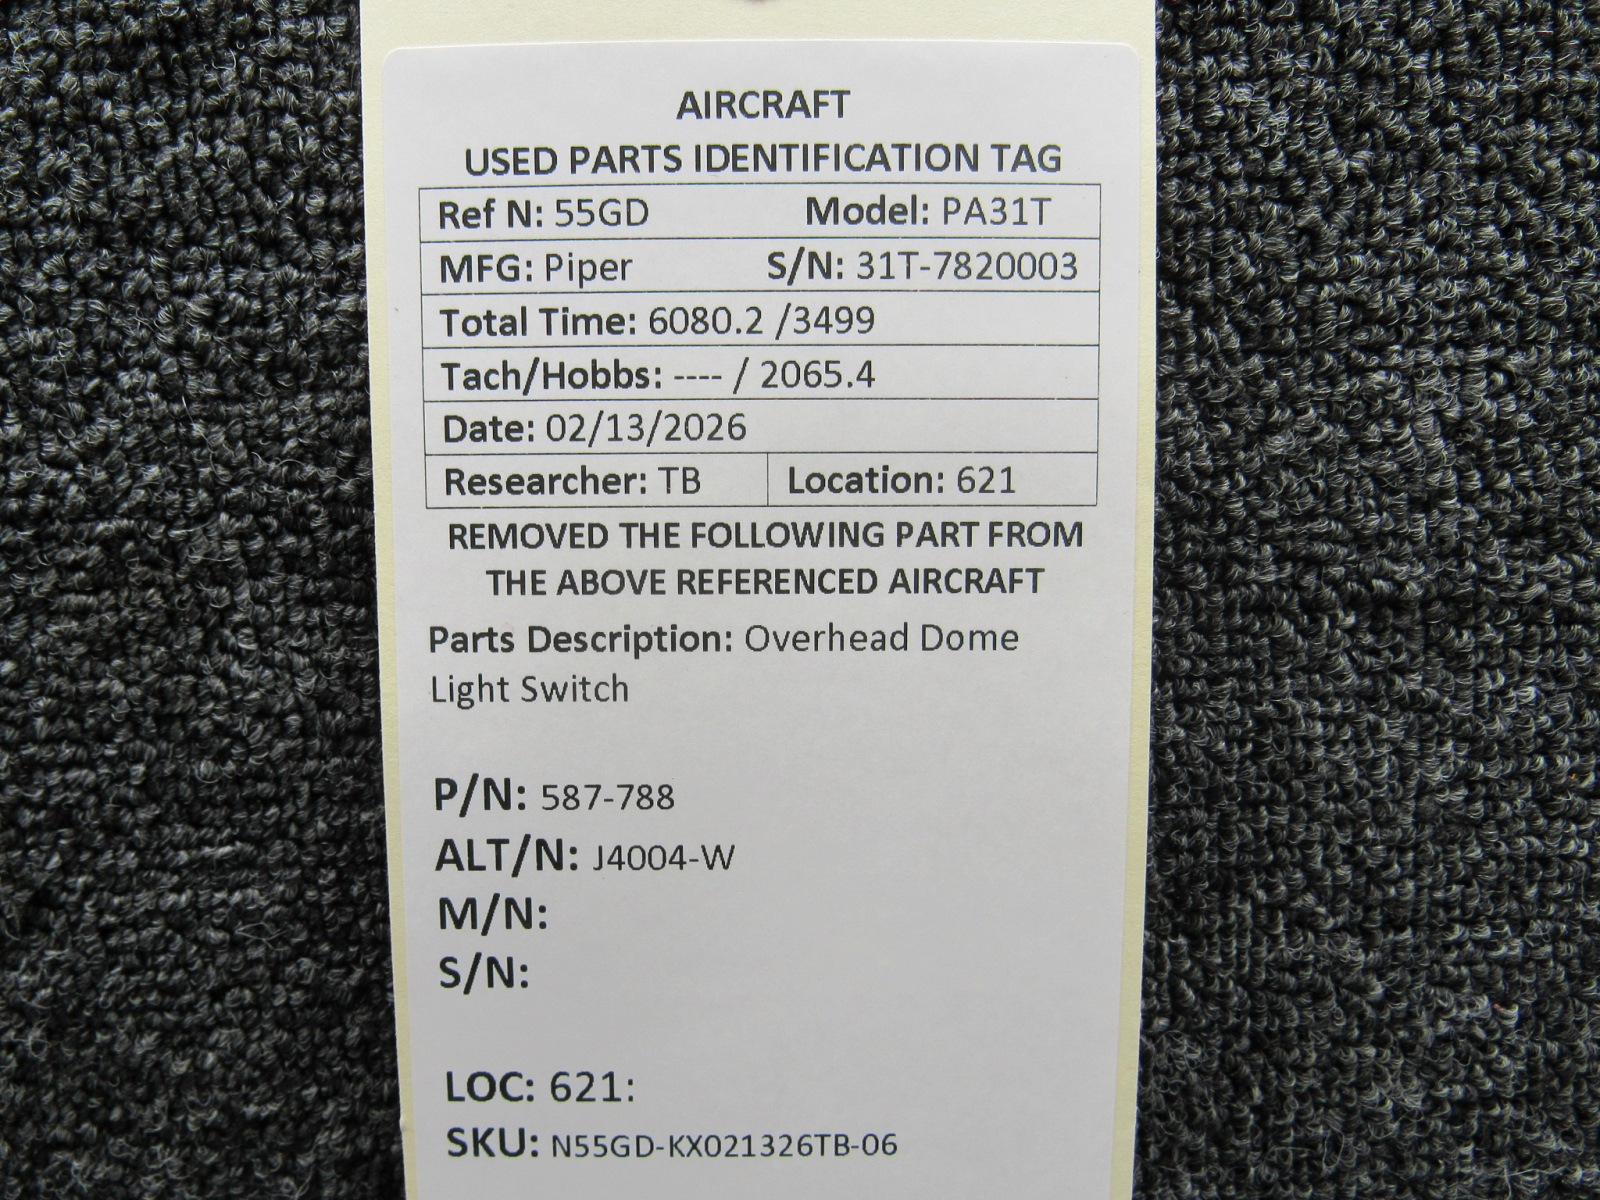 AIRCRAFT
USED PARTS IDENTIFICATION TAG
Ref N: 55GD Model: PA31T
MFG: Piper S/N: 31T-7820003
Total Time: 6080.2 /3499
Tach/Hobbs: ---- / 2065.4
Date: 02/13/2026
Researcher: TB Location: 621
REMOVED THE FOLLOWING PART FROM
THE ABOVE REFERENCED AIRCRAFT
Parts Description: Overhead Dome
Light Switch
P/N: 587-788
ALT/N: J4004-W
M/N:
S/N:
LOC: 621:
SKU: N55GD-KX021326TB-06